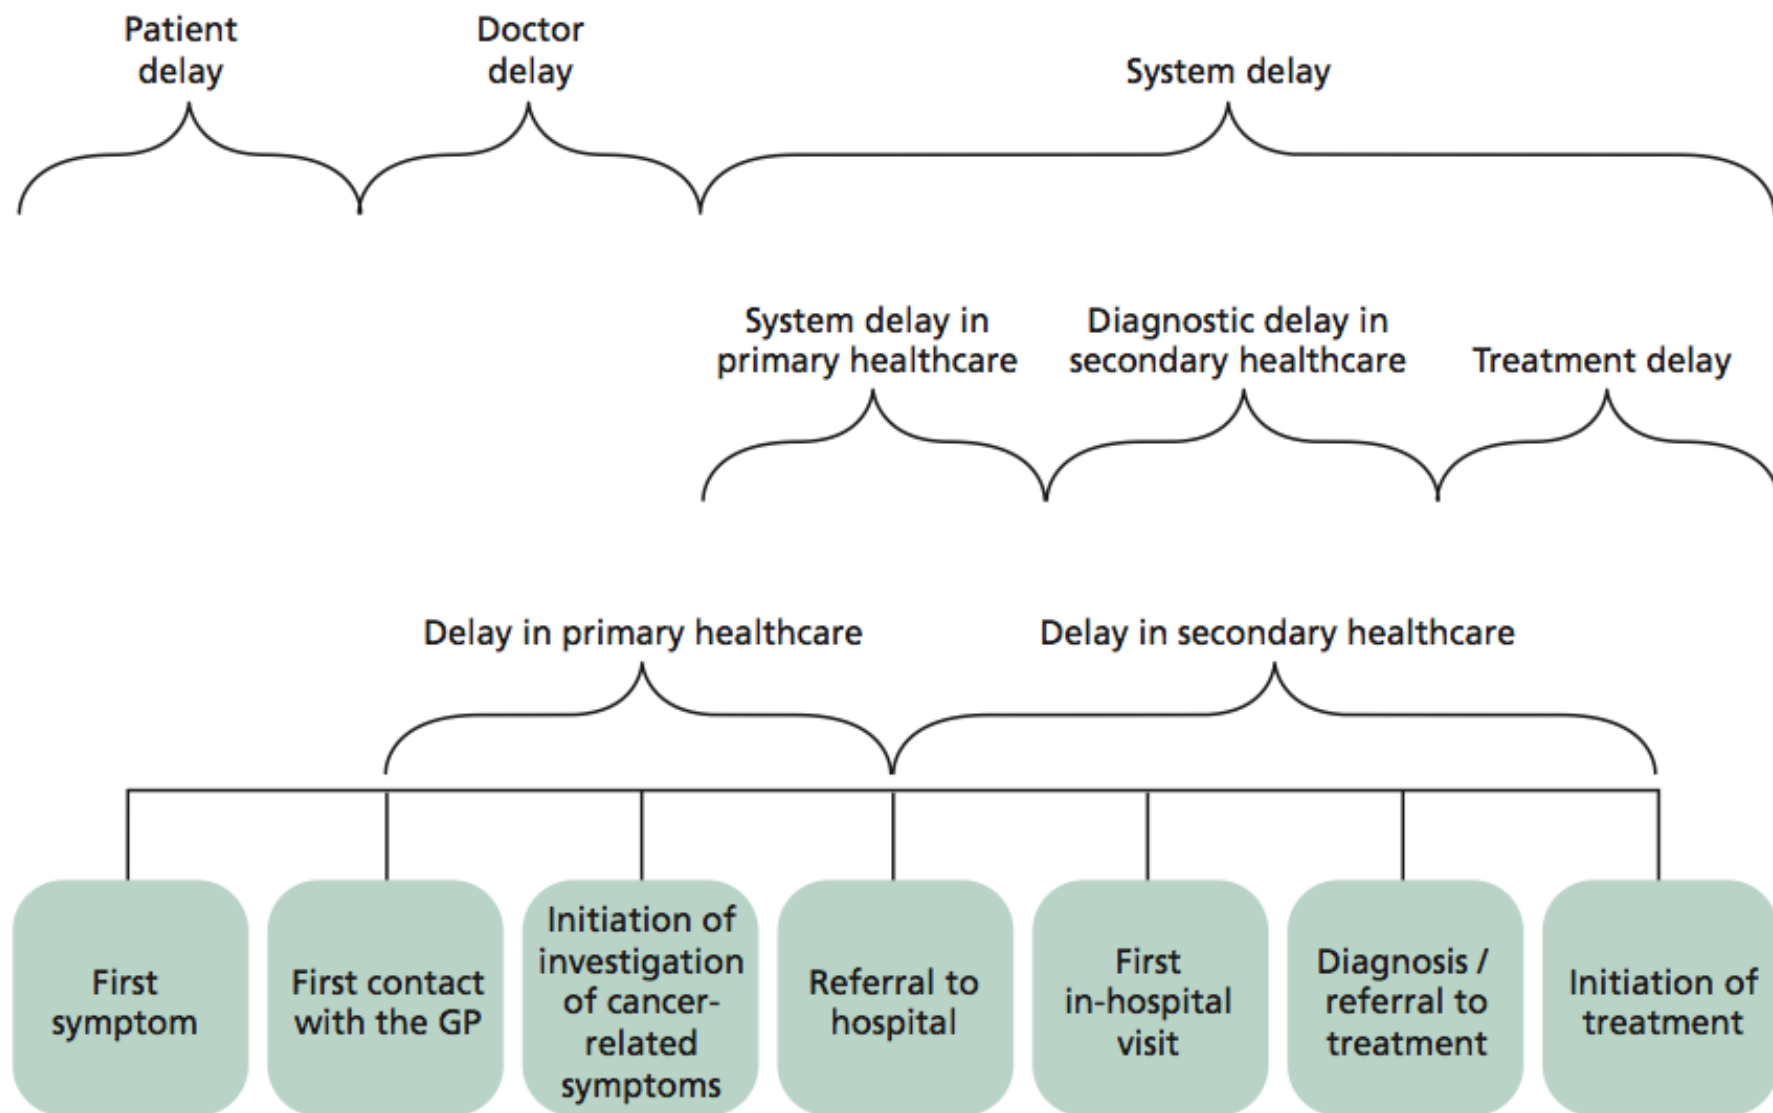 Patient
delay
Doctor
delay
System delay
System delay in
primary healthcare
Diagnostic delay in
secondary healthcare
Treatment delay
Delay in primary healthcare
Delay in secondary healthcare
First
symptom
First contact
with the GP
Initiation of
investigation
of cancer-
related
symptoms
Referral to
hospital
First
in-hospital
visit
Diagnosis /
referral to
treatment
Initiation of
treatment